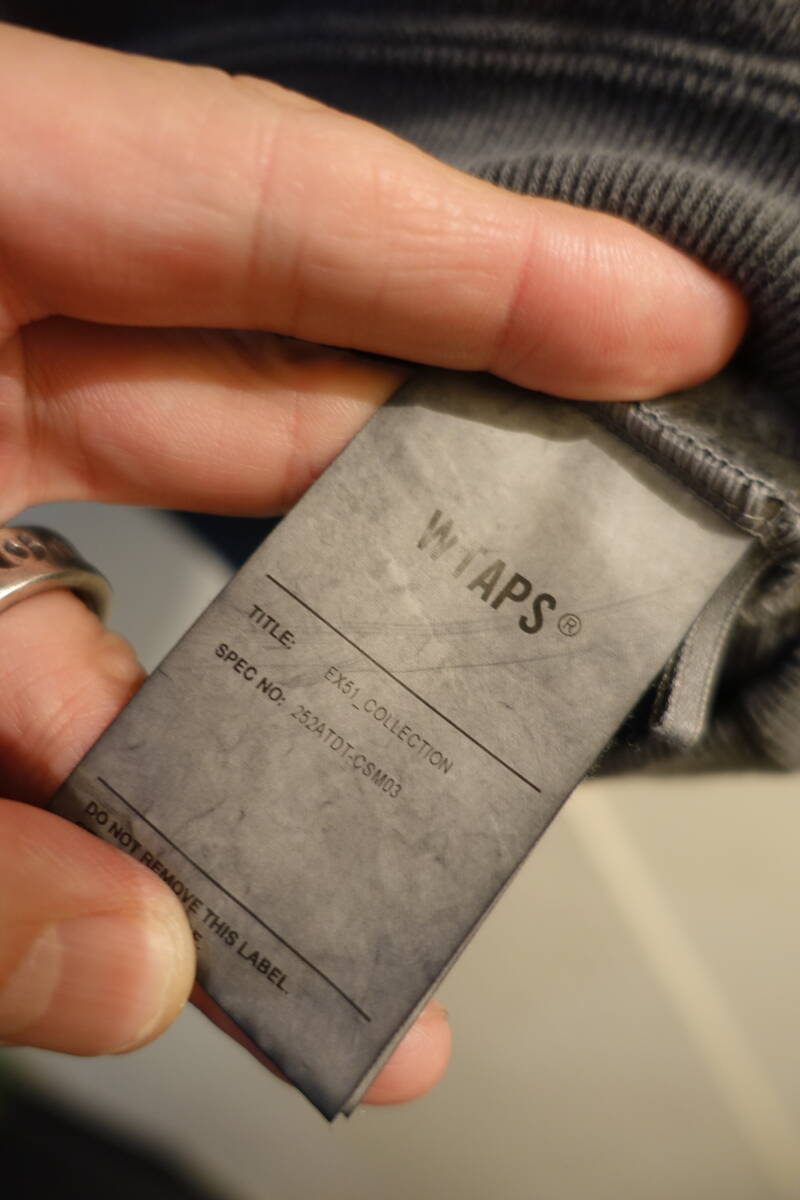 WTAPS®
TITLE: EX51_COLLECTION
SPEC NO: 252ATDT-CSM03
DO NOT REMOVE THIS LABEL.